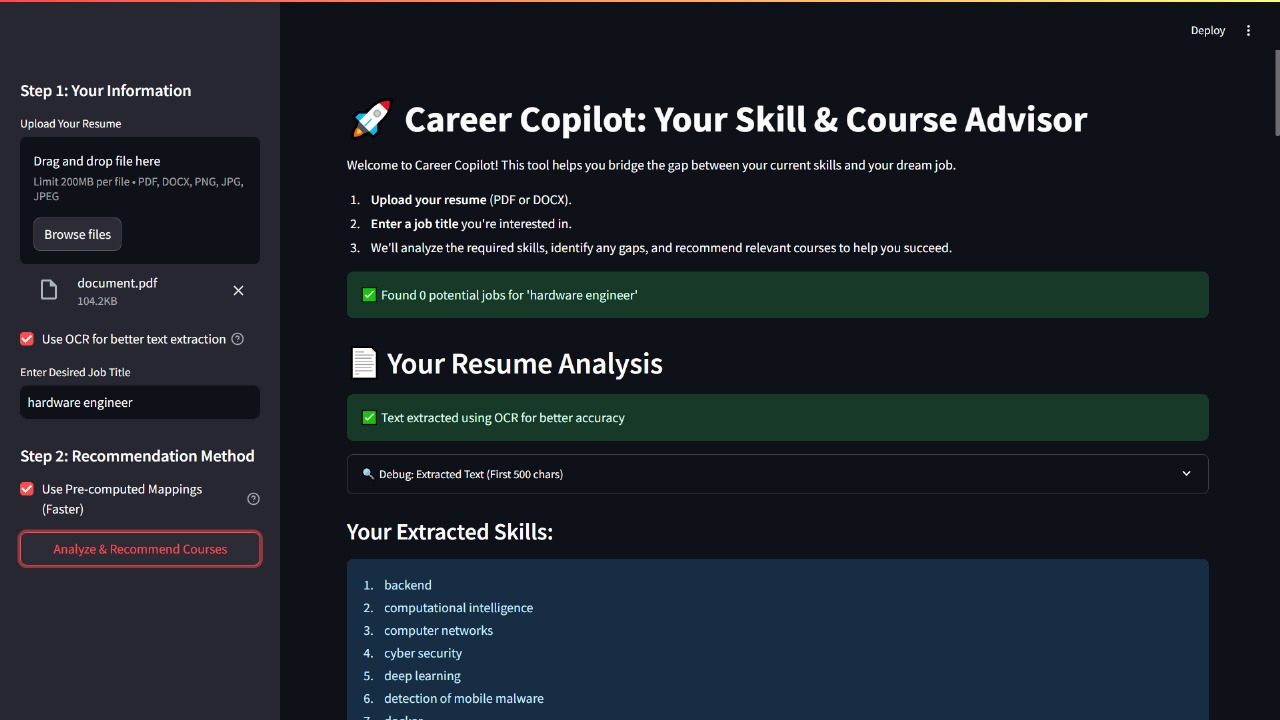 Deploy
Step 1: Your Information
Upload Your Resume
Drag and drop file here
Limit 200MB per file • PDF, DOCX, PNG, JPG,
JPEG
Browse files
document.pdf
104.2KB
Use OCR for better text extraction
Enter Desired Job Title
hardware engineer
Step 2: Recommendation Method
Use Pre-computed Mappings
(Faster)
Analyze & Recommend Courses
🚀 Career Copilot: Your Skill & Course Advisor
Welcome to Career Copilot! This tool helps you bridge the gap between your current skills and your dream job.
1. Upload your resume (PDF or DOCX).
2. Enter a job title you're interested in.
3. We'll analyze the required skills, identify any gaps, and recommend relevant courses to help you succeed.
✅ Found 0 potential jobs for 'hardware engineer'
📄 Your Resume Analysis
✅ Text extracted using OCR for better accuracy
🔍 Debug: Extracted Text (First 500 chars)
Your Extracted Skills:
1. backend
2. computational intelligence
3. computer networks
4. cyber security
5. deep learning
6. detection of mobile malware
7. docker